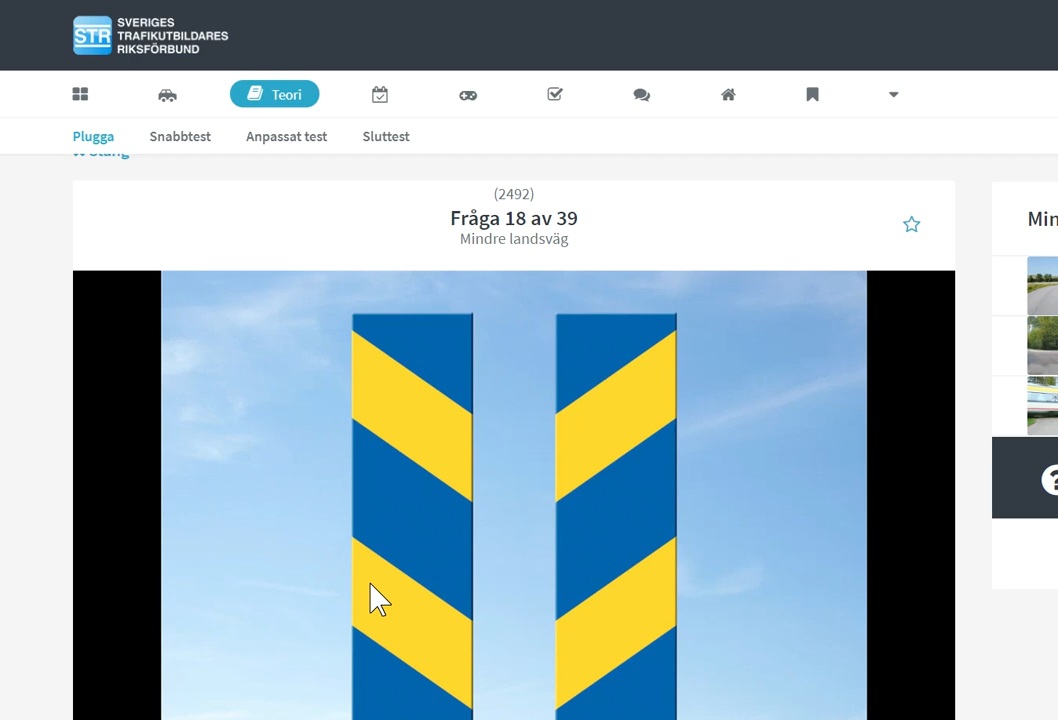 STR
SVERIGES
TRAFIKUTBILDARES
RIKSFÖRBUND
Teori
Plugga
Snabbtest
Anpassat test
Sluttest
(2492)
Fråga 18 av 39
Mindre landsväg